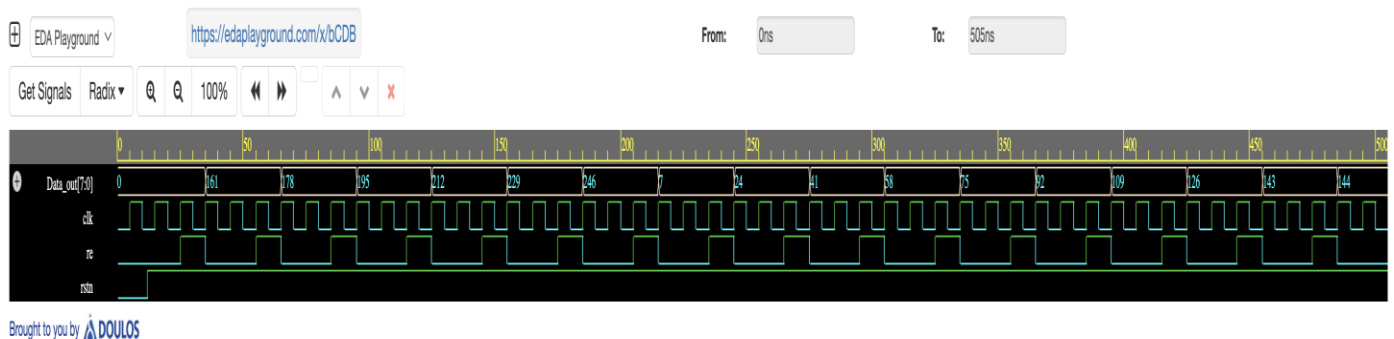 EDA Playground https://edaplayground.com/x/bCDB From: 0ns To: 505ns
Get Signals Radix 100%
0 50 100 150 200 250 300 350 400 450 500
Data_out[7:0] 0 161 178 195 212 229 246 7 24 41 58 75 92 109 126 143 144
clk
re
rstn
Brought to you by DOULOS